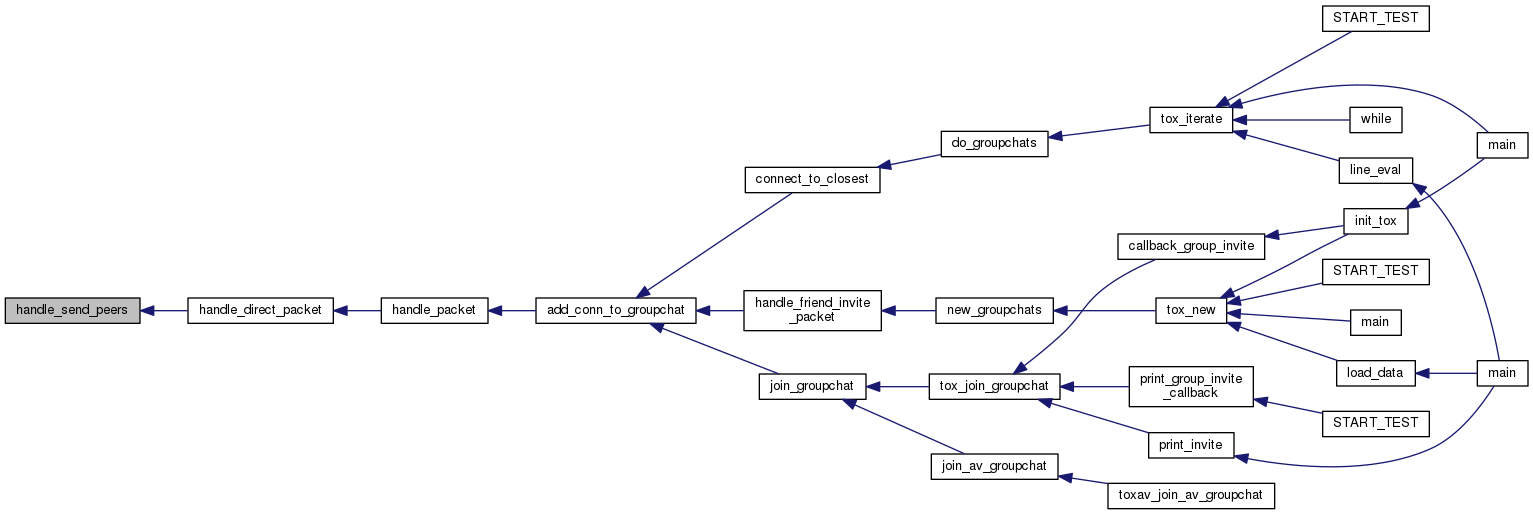 START_TEST
tox_iterate
while
main
do_groupchats
line_eval
connect_to_closest
init_tox
callback_group_invite
START_TEST
handle_send_peers
handle_direct_packet
handle_packet
add_conn_to_groupchat
handle_friend_invite
_packet
new_groupchats
tox_new
main
load_data
main
join_groupchat
tox_join_groupchat
print_group_invite
_callback
START_TEST
print_invite
join_av_groupchat
toxav_join_av_groupchat